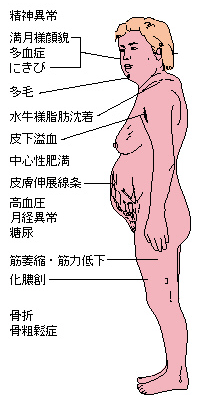 精神異常
満月様顔貌
多血症
にきび
多毛
水牛様脂肪沈着
皮下溢血
中心性肥満
皮膚伸展線条
高血圧
月経異常
糖尿
筋萎縮・筋力低下
化膿創
骨折
骨粗鬆症